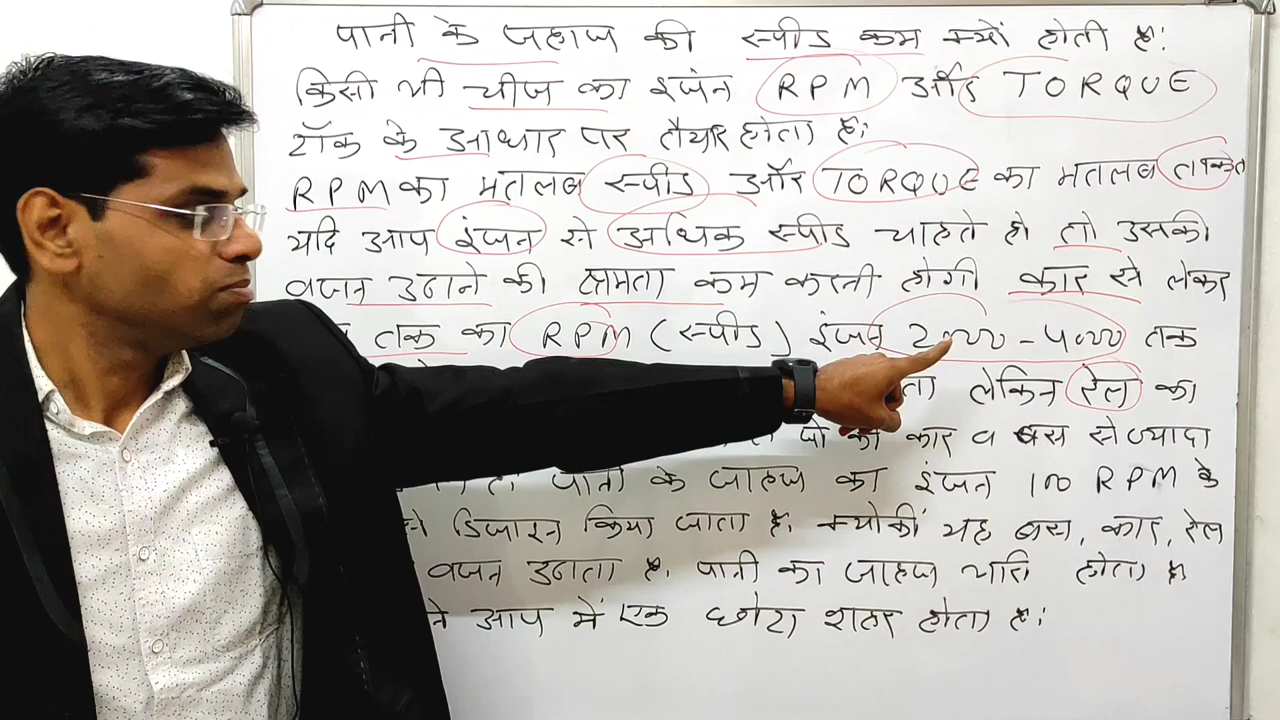 पानी के जहाज की स्पीड कम क्यों होती है।
किसी भी चीज का इंजन RPM और TORQUE
टॉक के आधार पर तैयार होता है।
RPM का मतलब स्पीड और TORQUE का मतलब ताकत
यदि आप इंजन से अधिक स्पीड चाहते हो तो उसकी
वजन उठाने की क्षमता कम करनी होगी कार से लेकर
तक का RPM (स्पीड) इंजन 2000-4000 तक
लेकिन रेल का
की कार व बस से ज्यादा
पानी के जाहज का इंजन 100 RPM के
डिजाइन किया जाता है। क्योकीं यह बस, कार, रेल
वजन उठाता है। पानी का जाहज होता है
आप में एक छोटा शहर होता है।